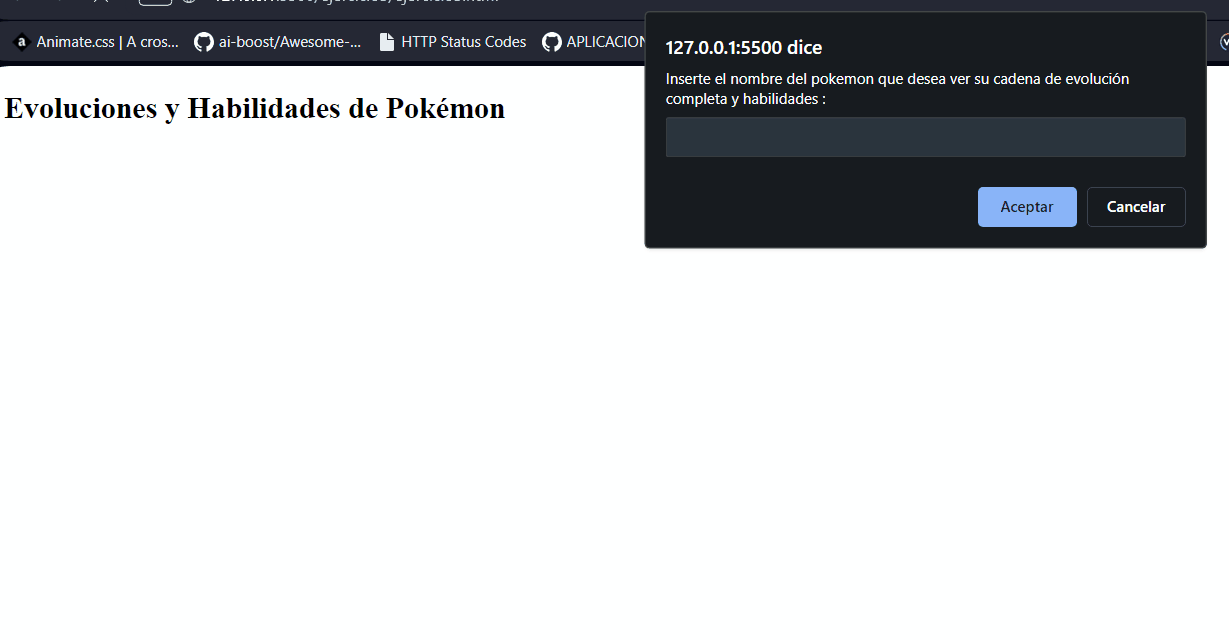 a Animate.css | A cros...
ai-boost/Awesome-...
HTTP Status Codes
APLICACION
127.0.0.1:5500 dice
Inserte el nombre del pokemon que desea ver su cadena de evolución
completa y habilidades :
Aceptar
Cancelar
Evoluciones y Habilidades de Pokémon